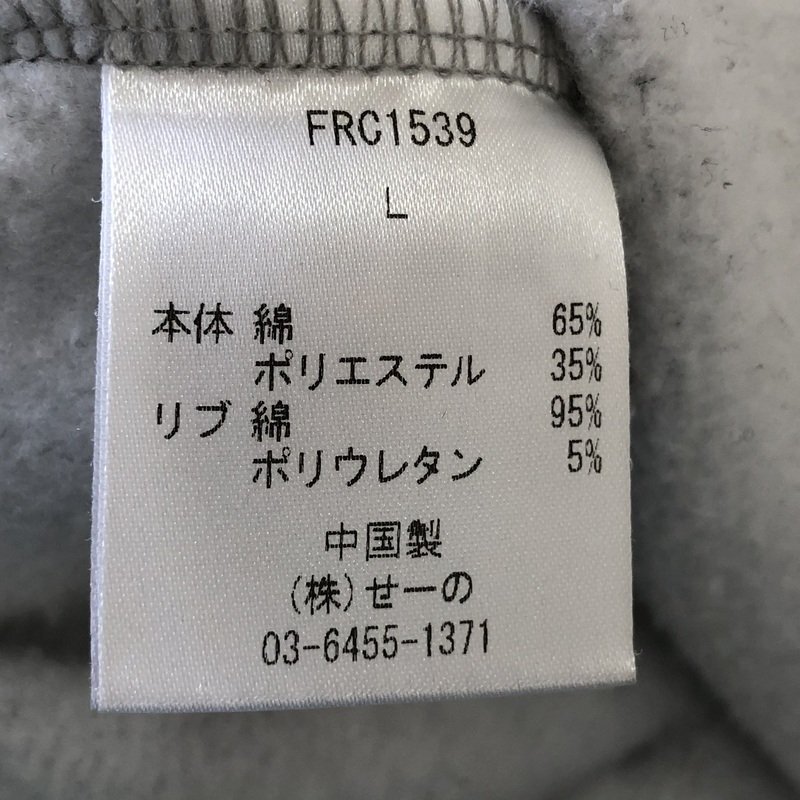 FRC1539
L
本体 綿 65%
ポリエステル 35%
リブ 綿 95%
ポリウレタン 5%
中国製
(株)せーの
03-6455-1371